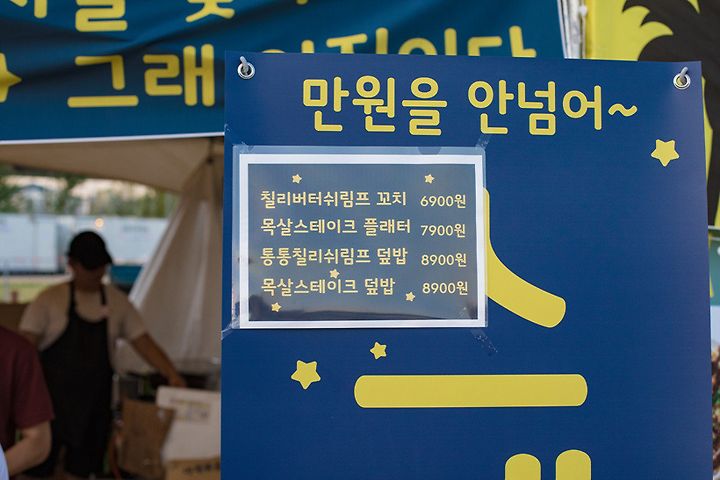 그래
만원을 안넘어~
칠리버터쉬림프 꼬치 6900원
목살스테이크 플래터 7900원
통통칠리쉬림프 덮밥 8900원
목살스테이크 덮밥 8900원